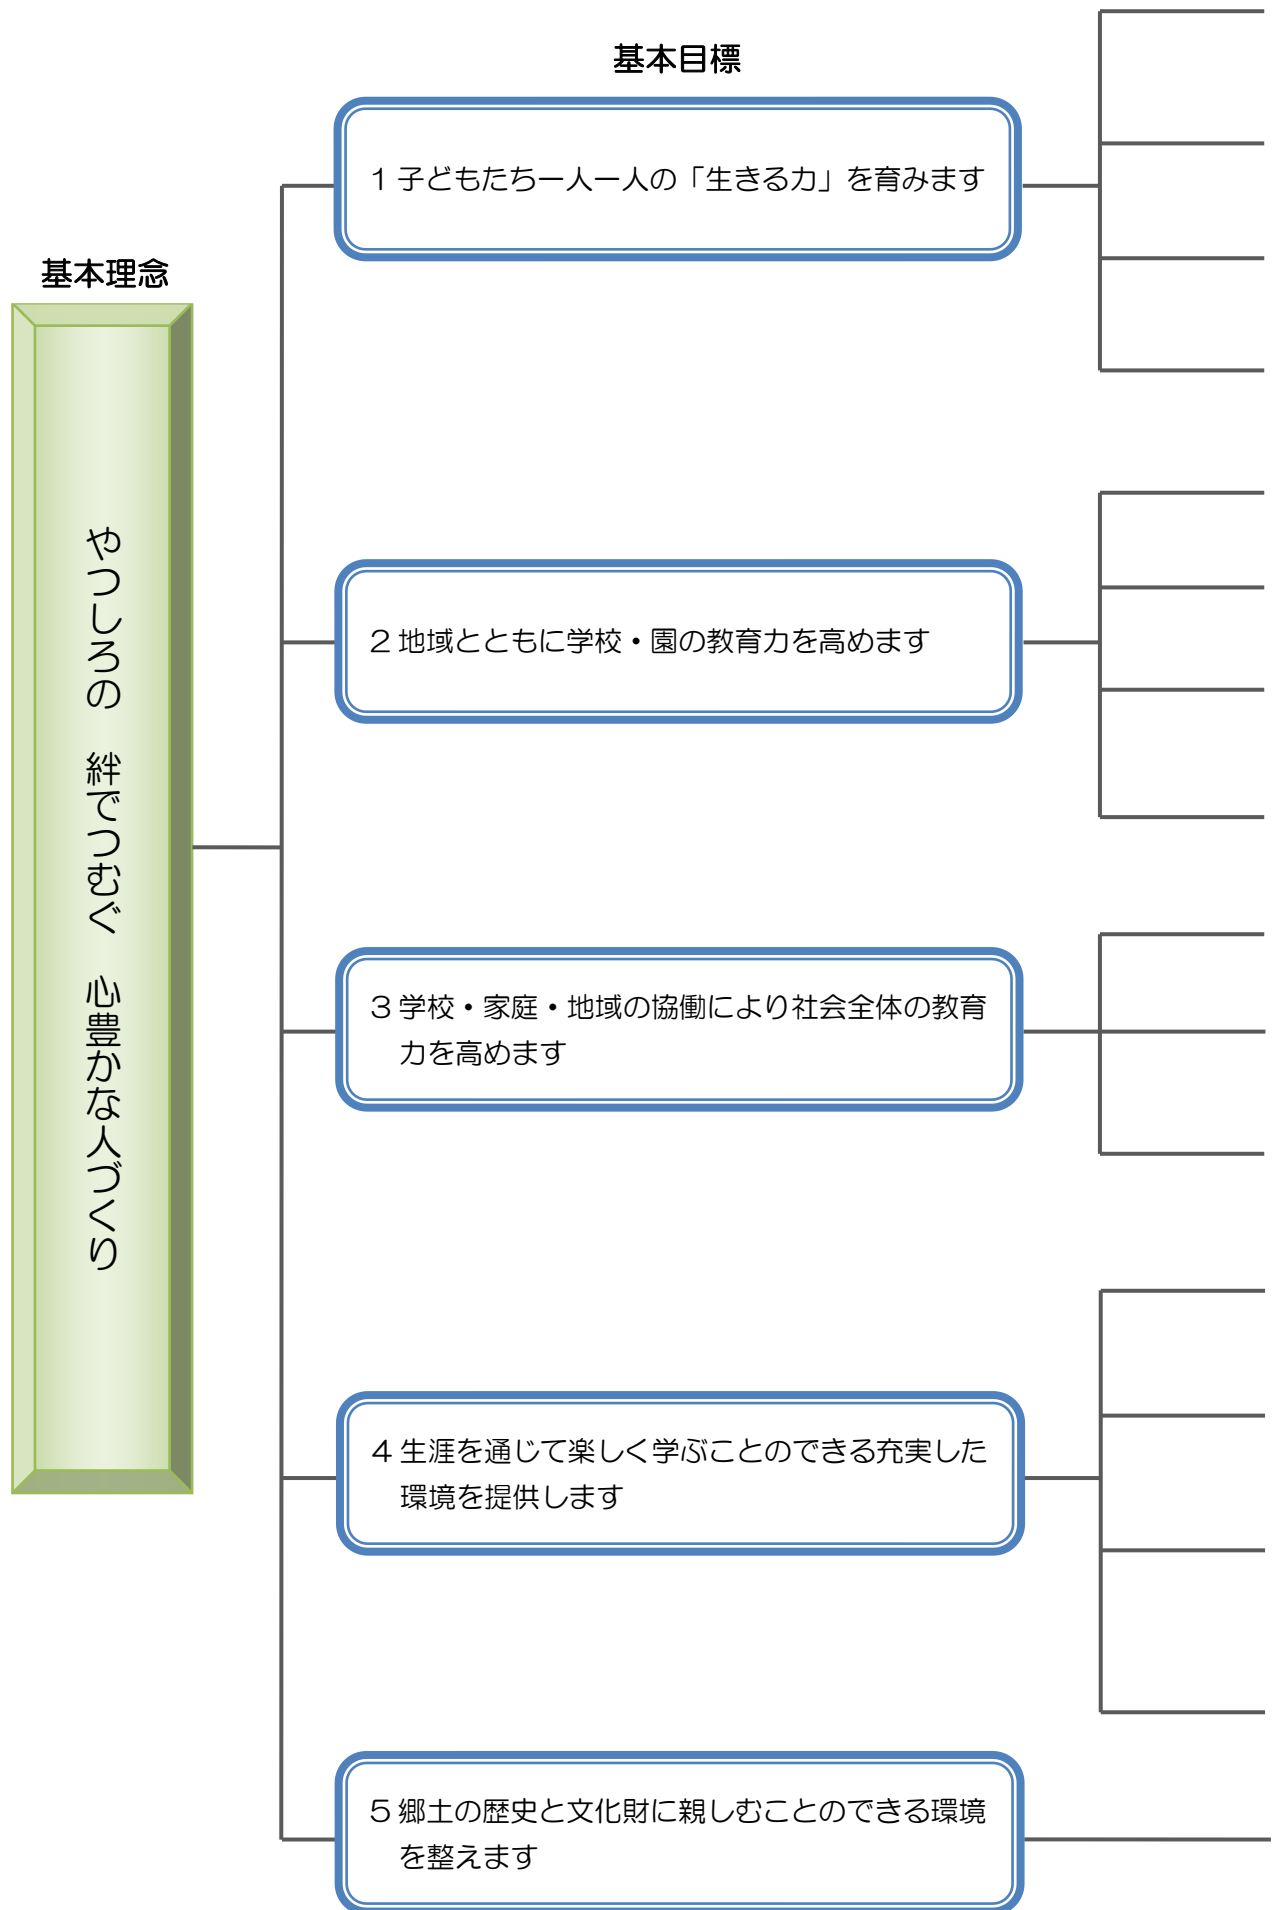 基本目標
1 子どもたち一人一人の「生きる力」を育みます
基本理念
やつしろの　絆でつむぐ　心豊かな人づくり
2 地域とともに学校・園の教育力を高めます
3 学校・家庭・地域の協働により社会全体の教育
力を高めます
4 生涯を通じて楽しく学ぶことのできる充実した
環境を提供します
5 郷土の歴史と文化財に親しむことのできる環境
を整えます